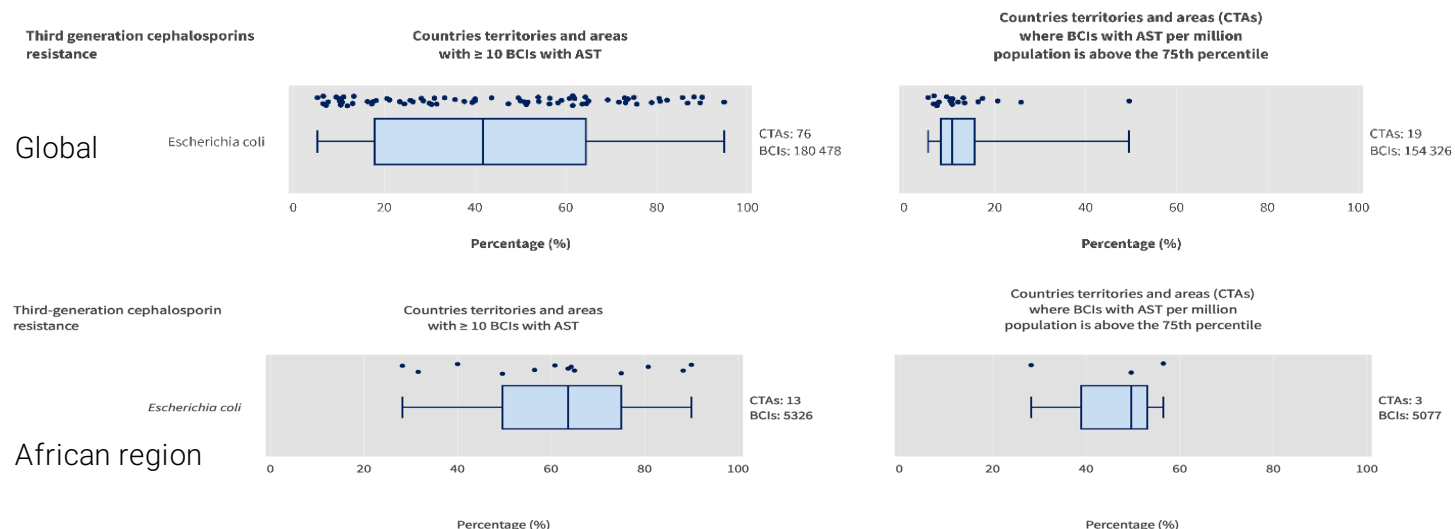 Third generation cephalosporins
resistance
Countries territories and areas
with ≥ 10 BCIs with AST
Countries territories and areas (CTAs)
where BCIs with AST per million
population is above the 75th percentile
Global
Escherichia coli
CTAs: 76
BCIs: 180 478
CTAs: 19
BCIs: 154 326
0 20 40 60 80 100
0 20 40 60 80 100
Percentage (%)
Percentage (%)
Third-generation cephalosporin
resistance
Countries territories and areas
with ≥ 10 BCIs with AST
Countries territories and areas (CTAs)
where BCIs with AST per million
population is above the 75th percentile
Escherichia coli
CTAs: 13
BCIs: 5326
CTAs: 3
BCIs: 5077
African region
0 20 40 60 80 100
0 20 40 60 80 100
Percentage (%)
Percentage (%)